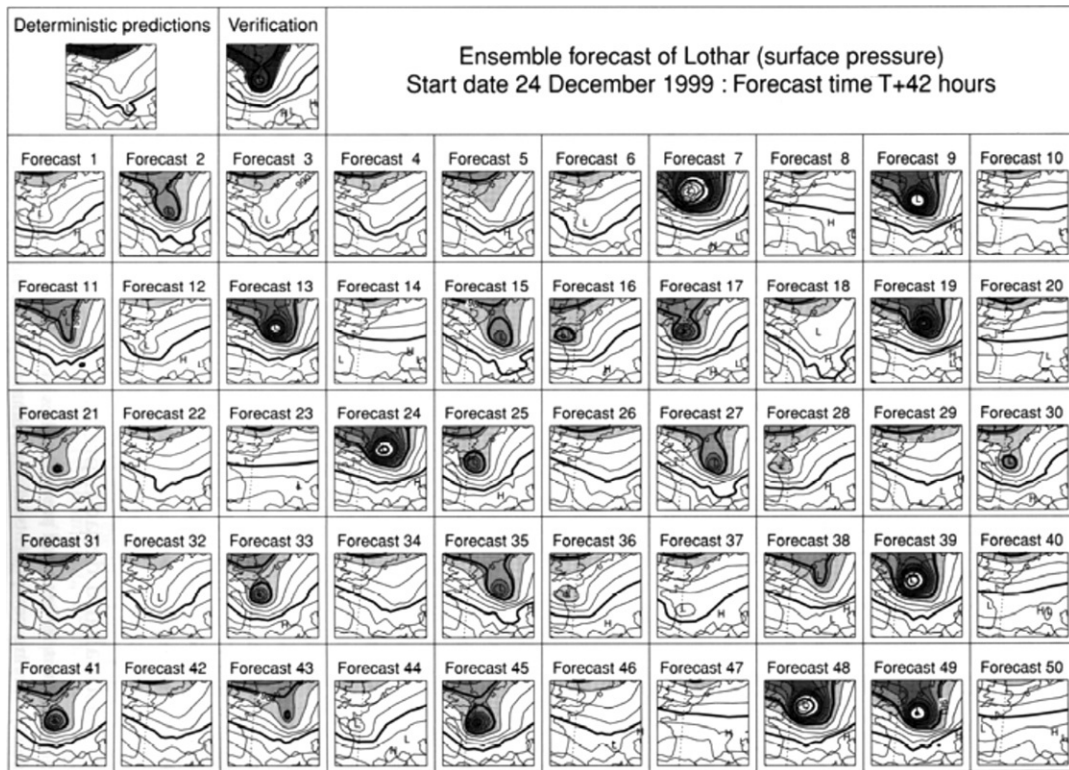 Deterministic predictions
Verification
Ensemble forecast of Lothar (surface pressure)
Start date 24 December 1999 : Forecast time T+42 hours
Forecast 1
Forecast 2
Forecast 3
Forecast 4
Forecast 5
Forecast 6
Forecast 7
Forecast 8
Forecast 9
Forecast 10
Forecast 11
Forecast 12
Forecast 13
Forecast 14
Forecast 15
Forecast 16
Forecast 17
Forecast 18
Forecast 19
Forecast 20
Forecast 21
Forecast 22
Forecast 23
Forecast 24
Forecast 25
Forecast 26
Forecast 27
Forecast 28
Forecast 29
Forecast 30
Forecast 31
Forecast 32
Forecast 33
Forecast 34
Forecast 35
Forecast 36
Forecast 37
Forecast 38
Forecast 39
Forecast 40
Forecast 41
Forecast 42
Forecast 43
Forecast 44
Forecast 45
Forecast 46
Forecast 47
Forecast 48
Forecast 49
Forecast 50